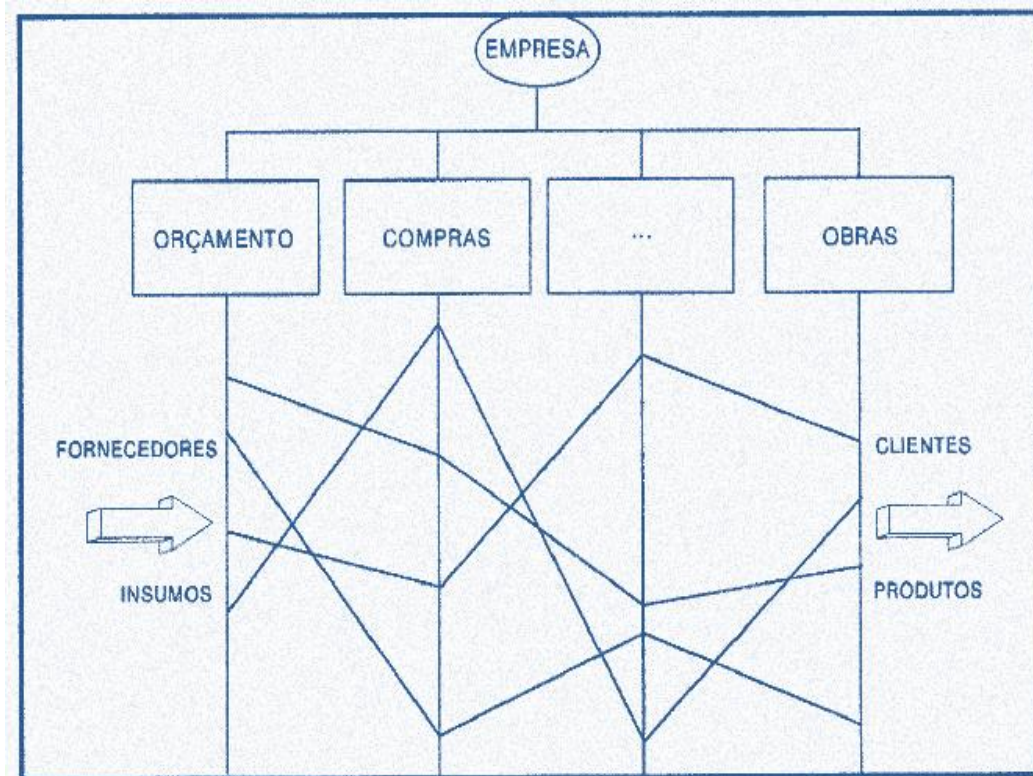 EMPRESA
ORÇAMENTO
COMPRAS
...
OBRAS
FORNECEDORES
CLIENTES
INSUMOS
PRODUTOS